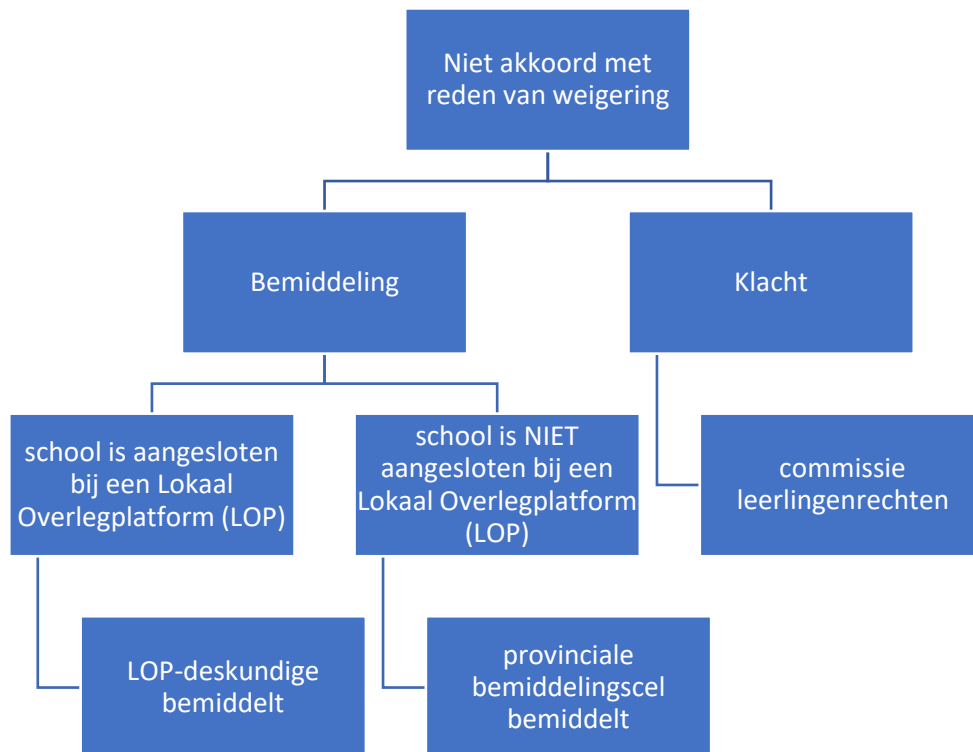 Niet akkoord met
reden van weigering
Bemiddeling
Klacht
school is aangesloten
bij een Lokaal
Overlegplatform (LOP)
school is NIET
aangesloten bij een
Lokaal Overlegplatform
(LOP)
commissie
leerlingenrechten
LOP-deskundige
bemiddelt
provinciale
bemiddelingscel
bemiddelt